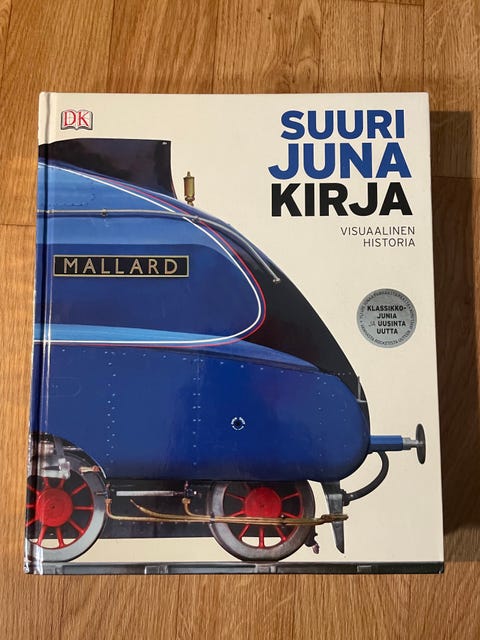 DK
SUURI
JUNA
KIRJA
VISUAALINEN
HISTORIA
MALLARD
KLASSIKKO-
JUNIA
JA UUSINTA
UUTTA